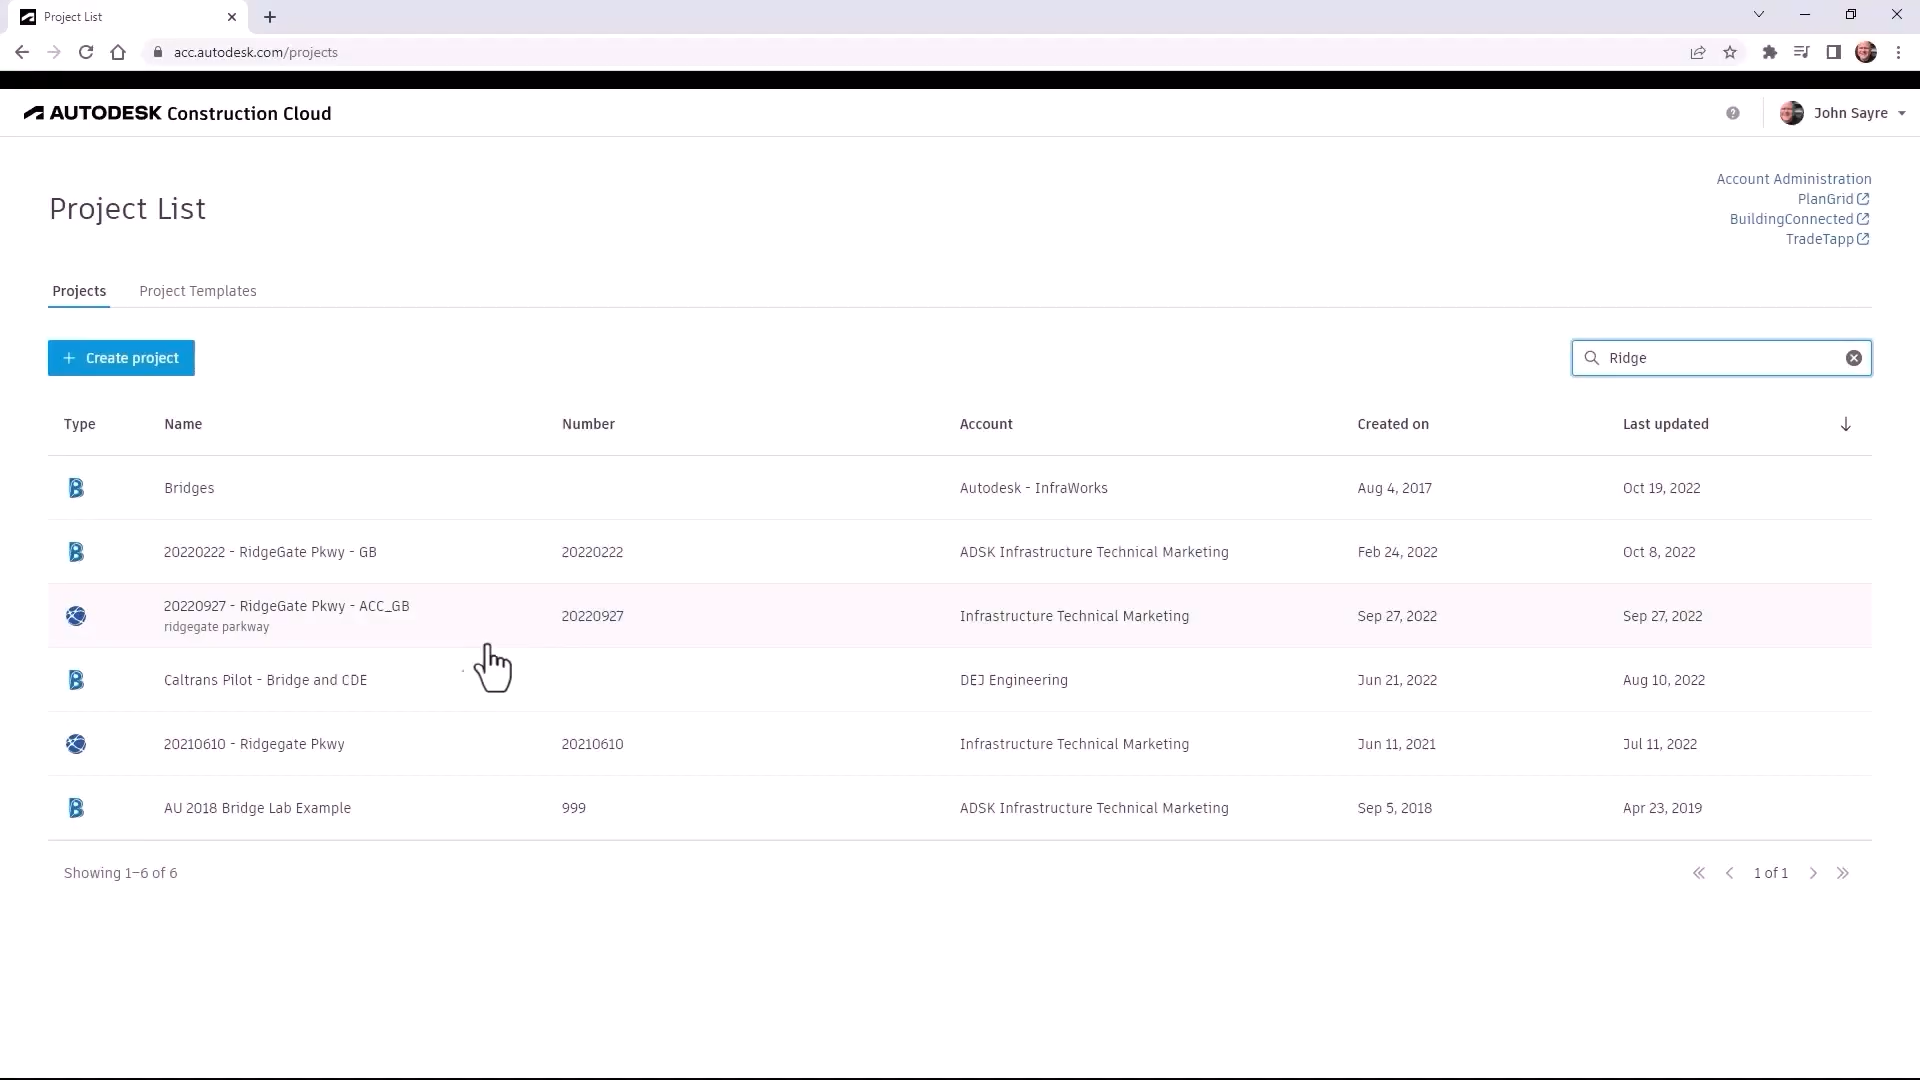 Project List
acc.autodesk.com/projects
AUTODESK Construction Cloud
John Sayre
Account Administration
PlanGrid
BuildingConnected
TradeTapp
Project List
Projects Project Templates
+ Create project
Ridge
Type Name Number Account Created on Last updated
Bridges Autodesk - InfraWorks Aug 4, 2017 Oct 19, 2022
20220222 - RidgeGate Pkwy - GB 20220222 ADSK Infrastructure Technical Marketing Feb 24, 2022 Oct 8, 2022
20220927 - RidgeGate Pkwy - ACC_GB 20220927 Infrastructure Technical Marketing Sep 27, 2022 Sep 27, 2022
ridgegate parkway
Caltrans Pilot - Bridge and CDE DEJ Engineering Jun 21, 2022 Aug 10, 2022
20210610 - Ridgegate Pkwy 20210610 Infrastructure Technical Marketing Jun 11, 2021 Jul 11, 2022
AU 2018 Bridge Lab Example 999 ADSK Infrastructure Technical Marketing Sep 5, 2018 Apr 23, 2019
Showing 1–6 of 6 1 of 1